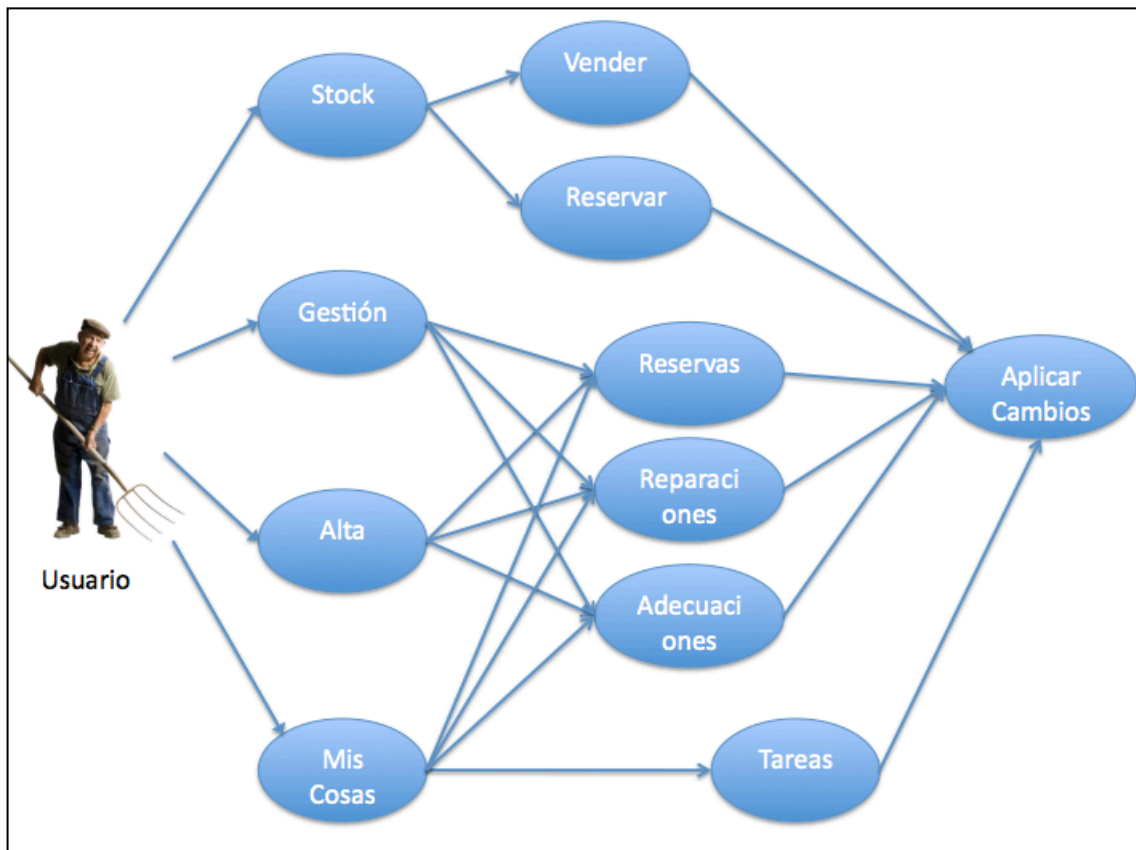 Stock
Vender
Reservar
Gestión
Reservas
Aplicar
Cambios
Reparaci
ones
Alta
Adecuaci
ones
Usuario
Mis
Cosas
Tareas